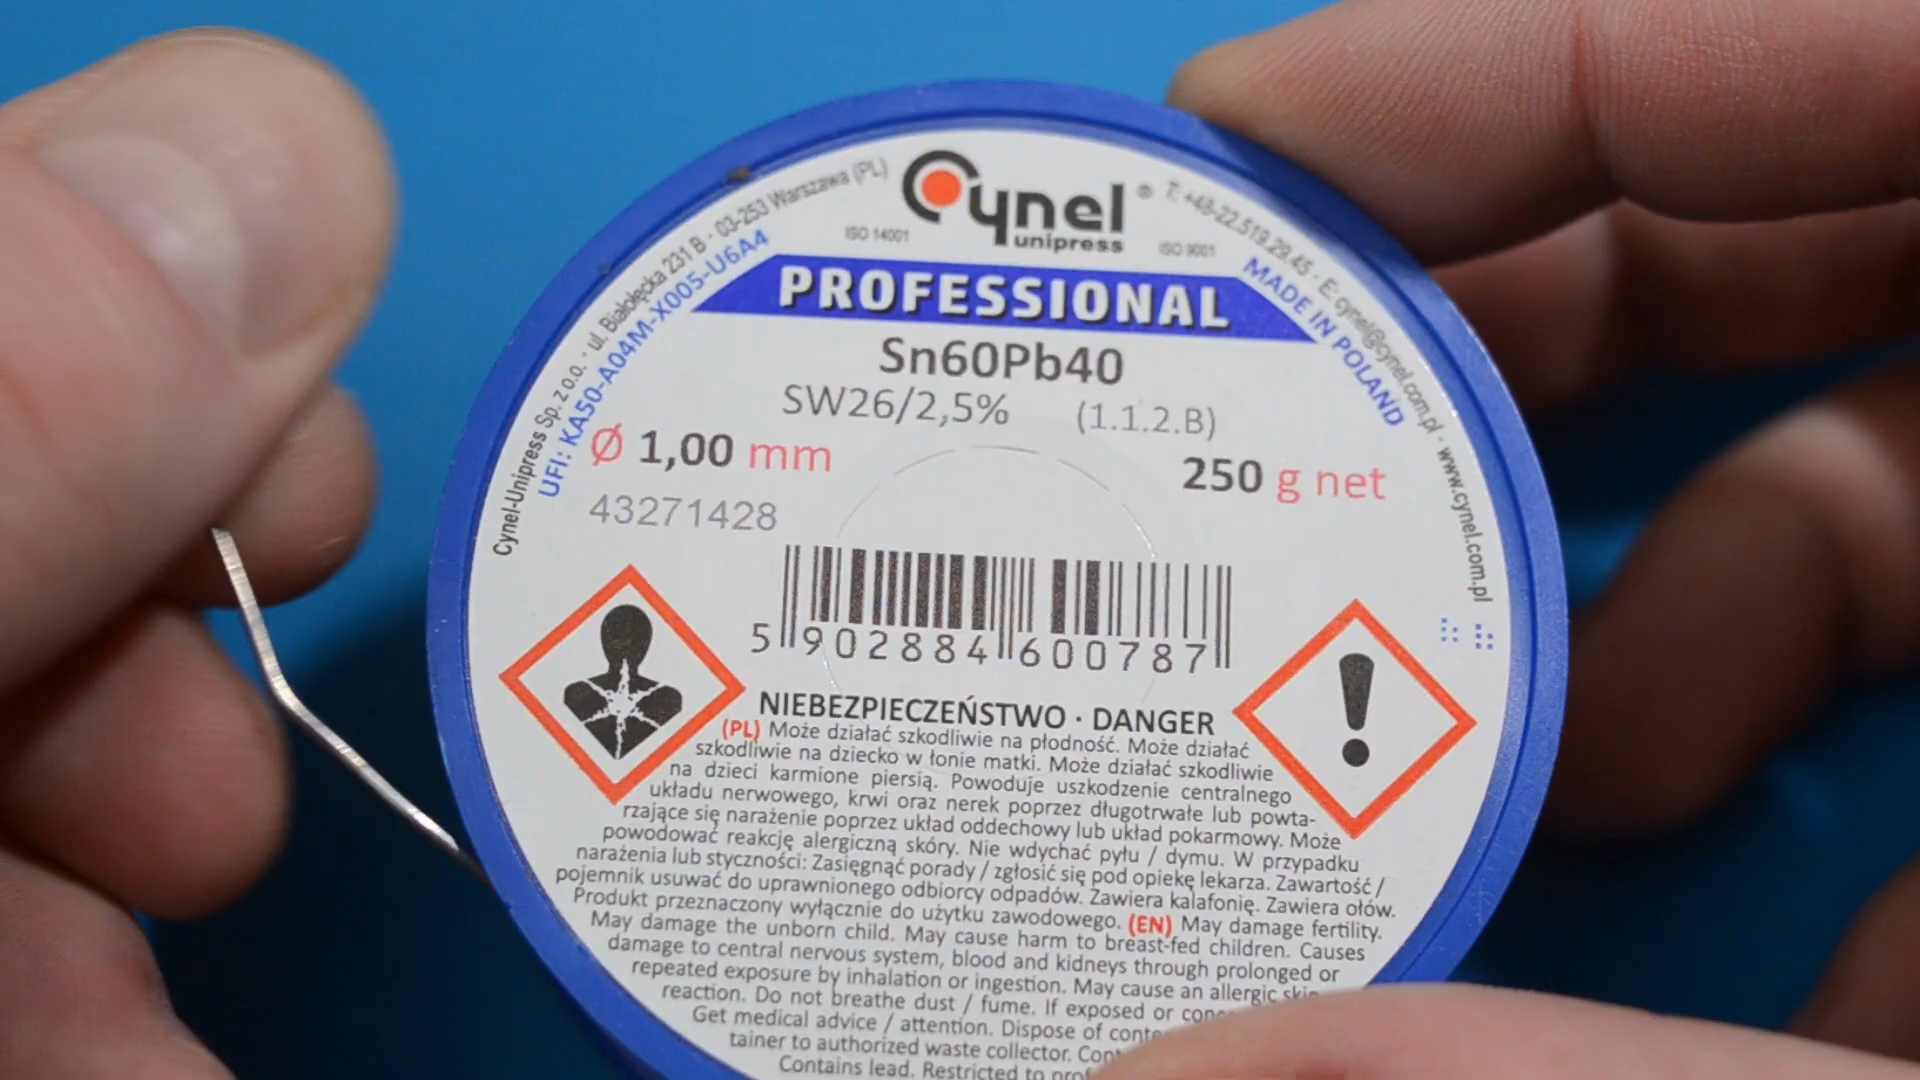 Cynel
unipress
®
ISO 14001
ISO 9001
Cynel-Unipress Sp. z o.o. · ul. Białołęcka 231 B · 03-253 Warszawa (PL)
UFI: KA50-A04M-X005-U6A4
T: +48-22.519.29.45 · E: cynel@cynel.com.pl · www.cynel.com.pl
MADE IN POLAND
PROFESSIONAL
Sn60Pb40
SW26/2,5% (1.1.2.B)
Ø 1,00 mm
250 g net
43271428
5 902884 600787
NIEBEZPIECZEŃSTWO · DANGER
(PL) Może działać szkodliwie na płodność. Może działać
szkodliwie na dziecko w łonie matki. Może działać szkodliwie
na dzieci karmione piersią. Powoduje uszkodzenie centralnego
układu nerwowego, krwi oraz nerek poprzez długotrwałe lub powta-
rzające się narażenie poprzez układ oddechowy lub układ pokarmowy. Może
powodować reakcję alergiczną skóry. Nie wdychać pyłu / dymu. W przypadku
narażenia lub styczności: Zasięgnąć porady / zgłosić się pod opiekę lekarza. Zawartość /
pojemnik usuwać do uprawnionego odbiorcy odpadów. Zawiera kalafonię. Zawiera ołów.
Produkt przeznaczony wyłącznie do użytku zawodowego. (EN) May damage fertility.
May damage the unborn child. May cause harm to breast-fed children. Causes
damage to central nervous system, blood and kidneys through prolonged or
repeated exposure by inhalation or ingestion. May cause an allergic skin
reaction. Do not breathe dust / fume. If exposed or
Get medical advice / attention. Dispose of
tainer to authorized waste collector.
Contains lead. Restricted to